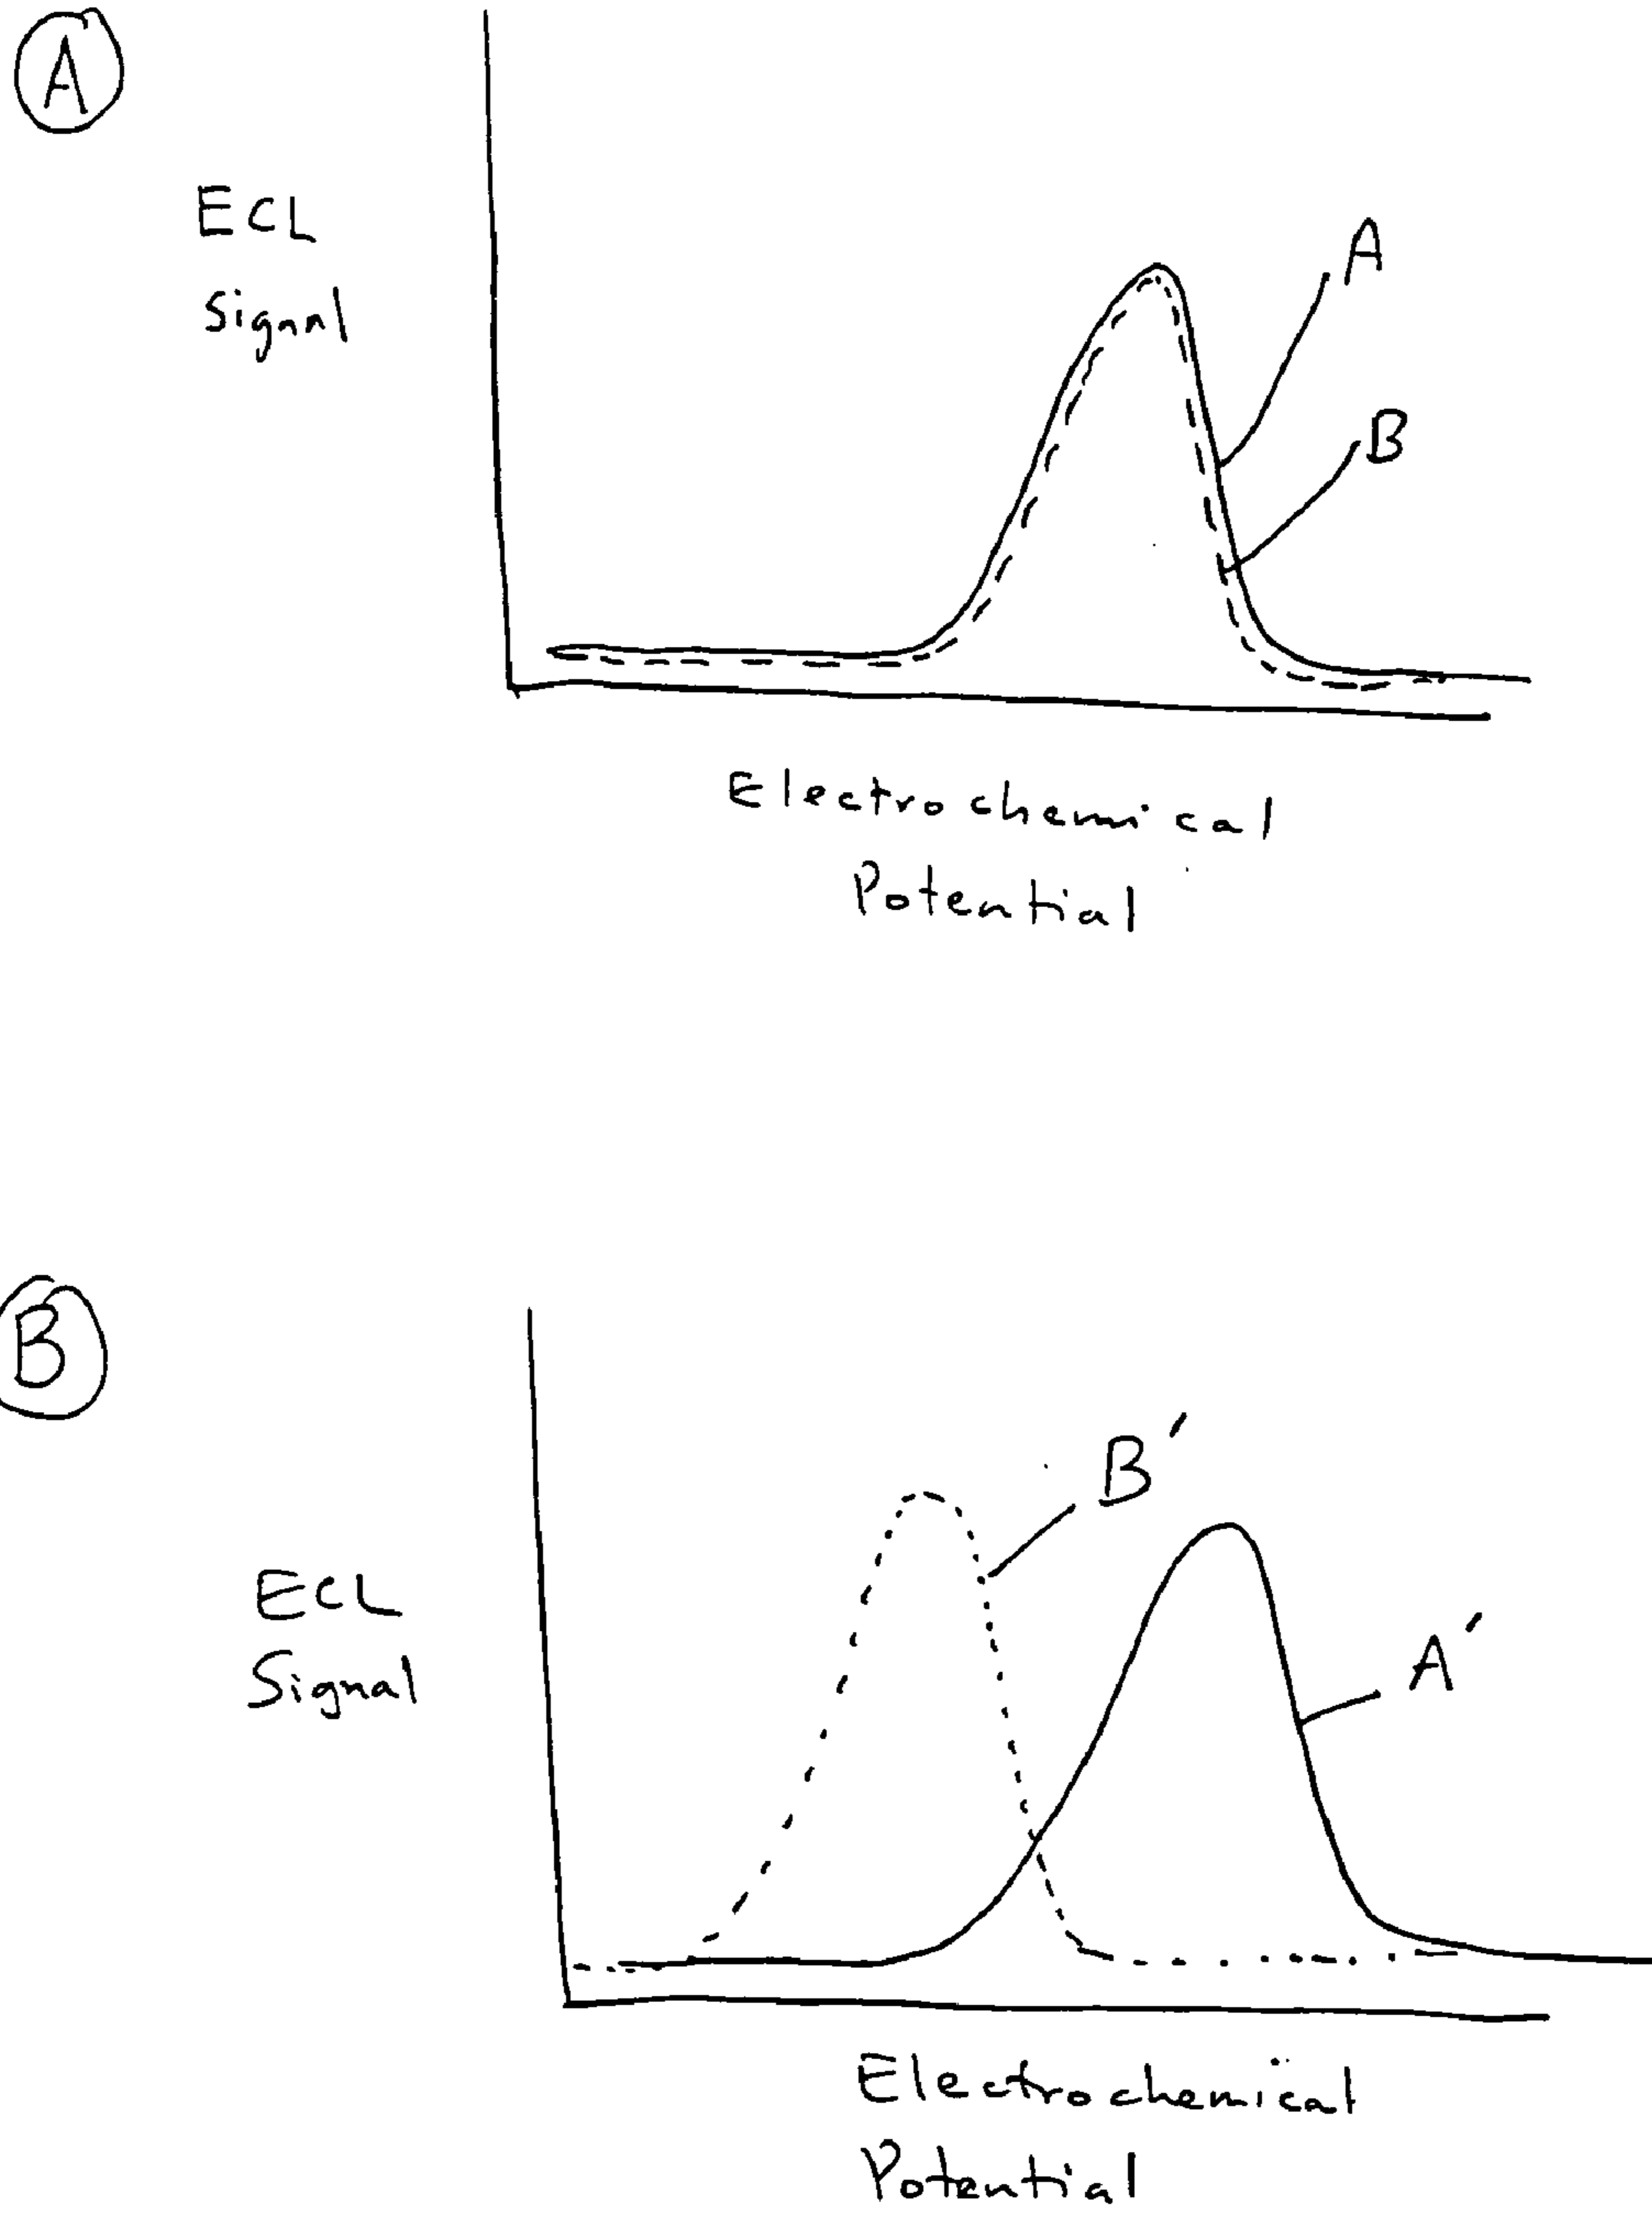 A
ECL
Signal
A
B
Electrochemical
Potential
B
B'
ECL
Signal
A'
Electrochemical
Potential